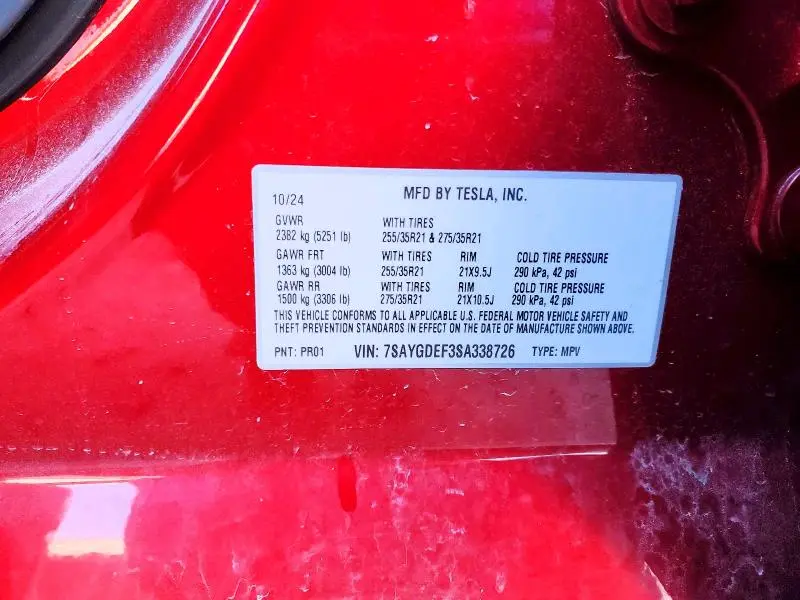 10/24 MFD BY TESLA, INC.
GVWR WITH TIRES
2382 kg (5251 lb) 255/35R21 & 275/35R21
GAWR FRT WITH TIRES RIM COLD TIRE PRESSURE
1363 kg (3004 lb) 255/35R21 21X9.5J 290 kPa, 42 psi
GAWR RR WITH TIRES RIM COLD TIRE PRESSURE
1500 kg (3306 lb) 275/35R21 21X10.5J 290 kPa, 42 psi
THIS VEHICLE CONFORMS TO ALL APPLICABLE U.S. FEDERAL MOTOR VEHICLE SAFETY AND
THEFT PREVENTION STANDARDS IN EFFECT ON THE DATE OF MANUFACTURE SHOWN ABOVE.
PNT: PR01 VIN: 7SAYGDEF3SA338726 TYPE: MPV